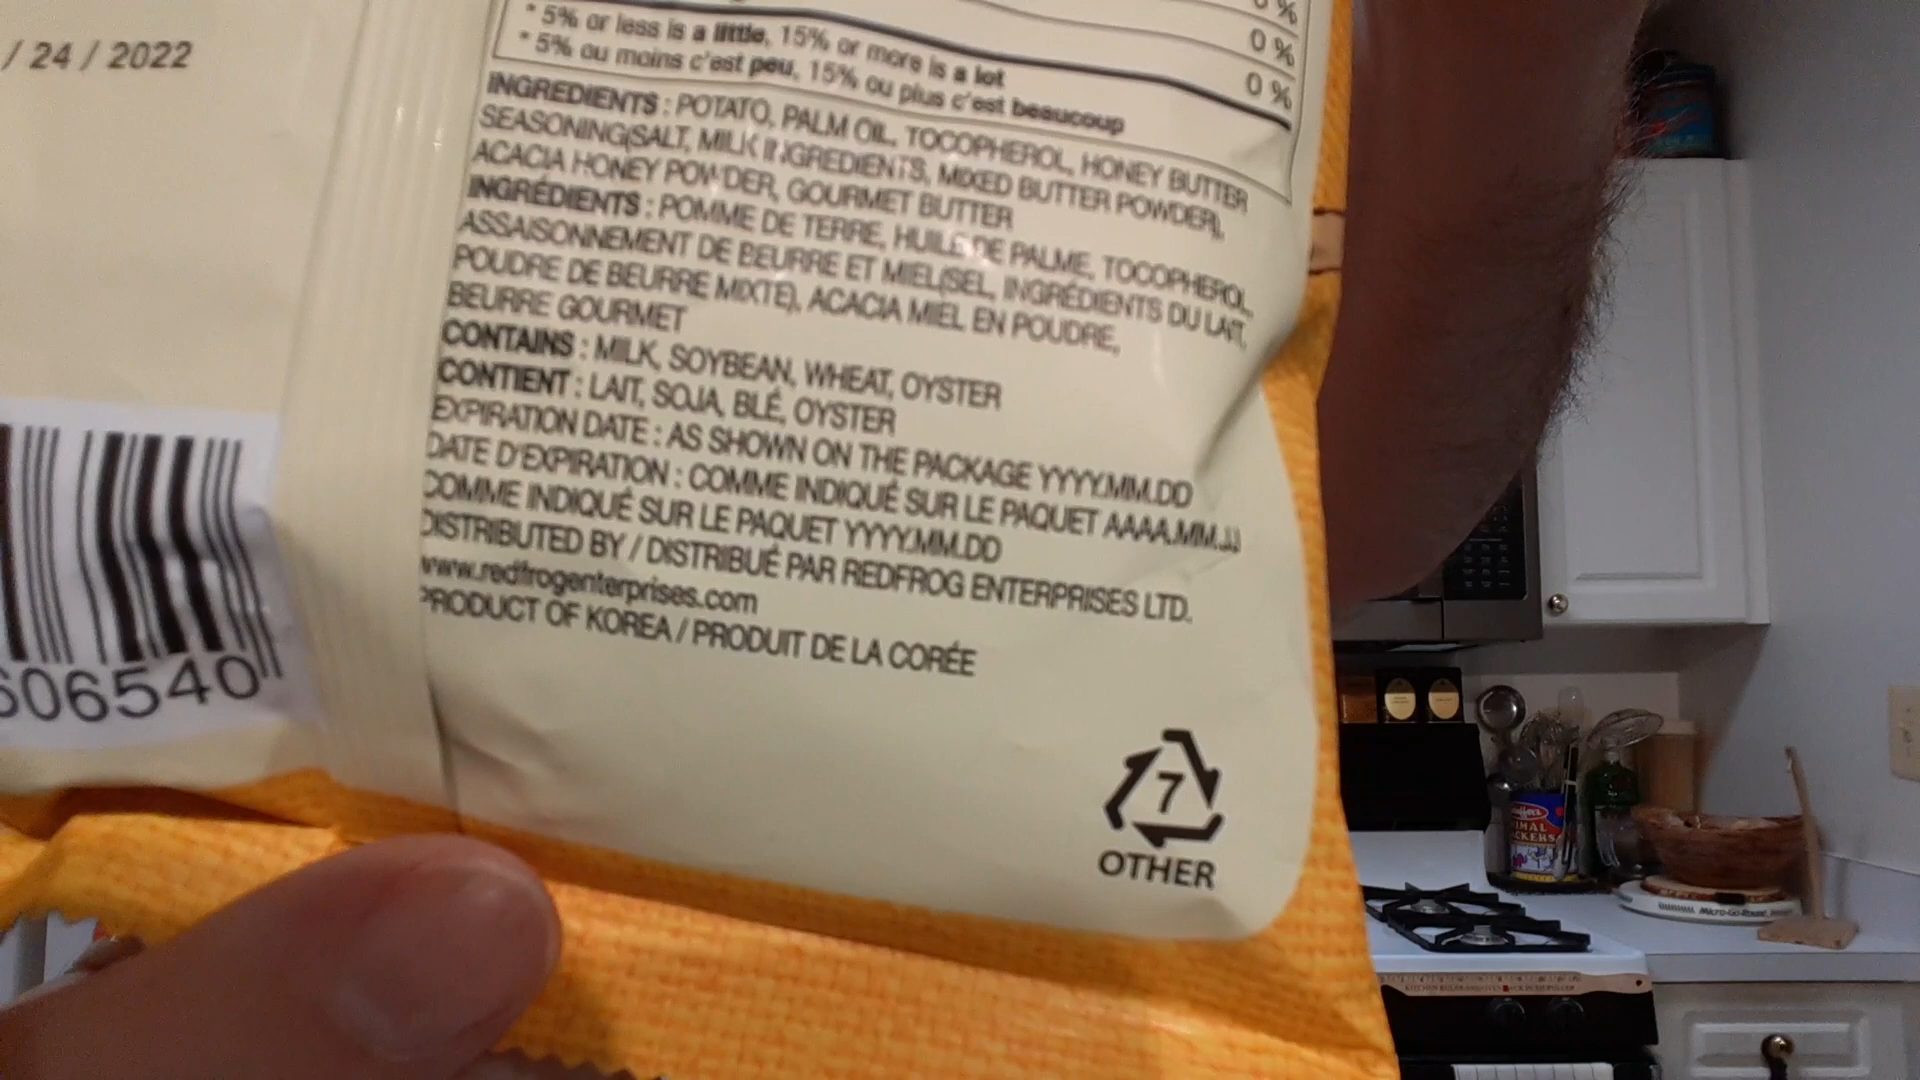 / 24 / 2022
0 %
0 %
* 5% or less is a little, 15% or more is a lot
* 5% ou moins c'est peu, 15% ou plus c'est beaucoup
INGREDIENTS : POTATO, PALM OIL, TOCOPHEROL, HONEY BUTTER
SEASONING(SALT, MILK INGREDIENTS, MIXED BUTTER POWDER),
ACACIA HONEY POWDER, GOURMET BUTTER
INGRÉDIENTS : POMME DE TERRE, HUILE DE PALME, TOCOPHEROL,
ASSAISONNEMENT DE BEURRE ET MIEL(SEL, INGRÉDIENTS DU LAIT,
POUDRE DE BEURRE MIXTE), ACACIA MIEL EN POUDRE,
BEURRE GOURMET
CONTAINS : MILK, SOYBEAN, WHEAT, OYSTER
CONTIENT : LAIT, SOJA, BLÉ, OYSTER
EXPIRATION DATE : AS SHOWN ON THE PACKAGE YYYY.MM.DD
DATE D'EXPIRATION : COMME INDIQUÉ SUR LE PAQUET AAAA.MM.JJ
COMME INDIQUÉ SUR LE PAQUET YYYY.MM.DD
DISTRIBUTED BY / DISTRIBUÉ PAR REDFROG ENTERPRISES LTD.
www.redfrogenterprises.com
PRODUCT OF KOREA / PRODUIT DE LA CORÉE
606540
7
OTHER
Micro-Go-Round